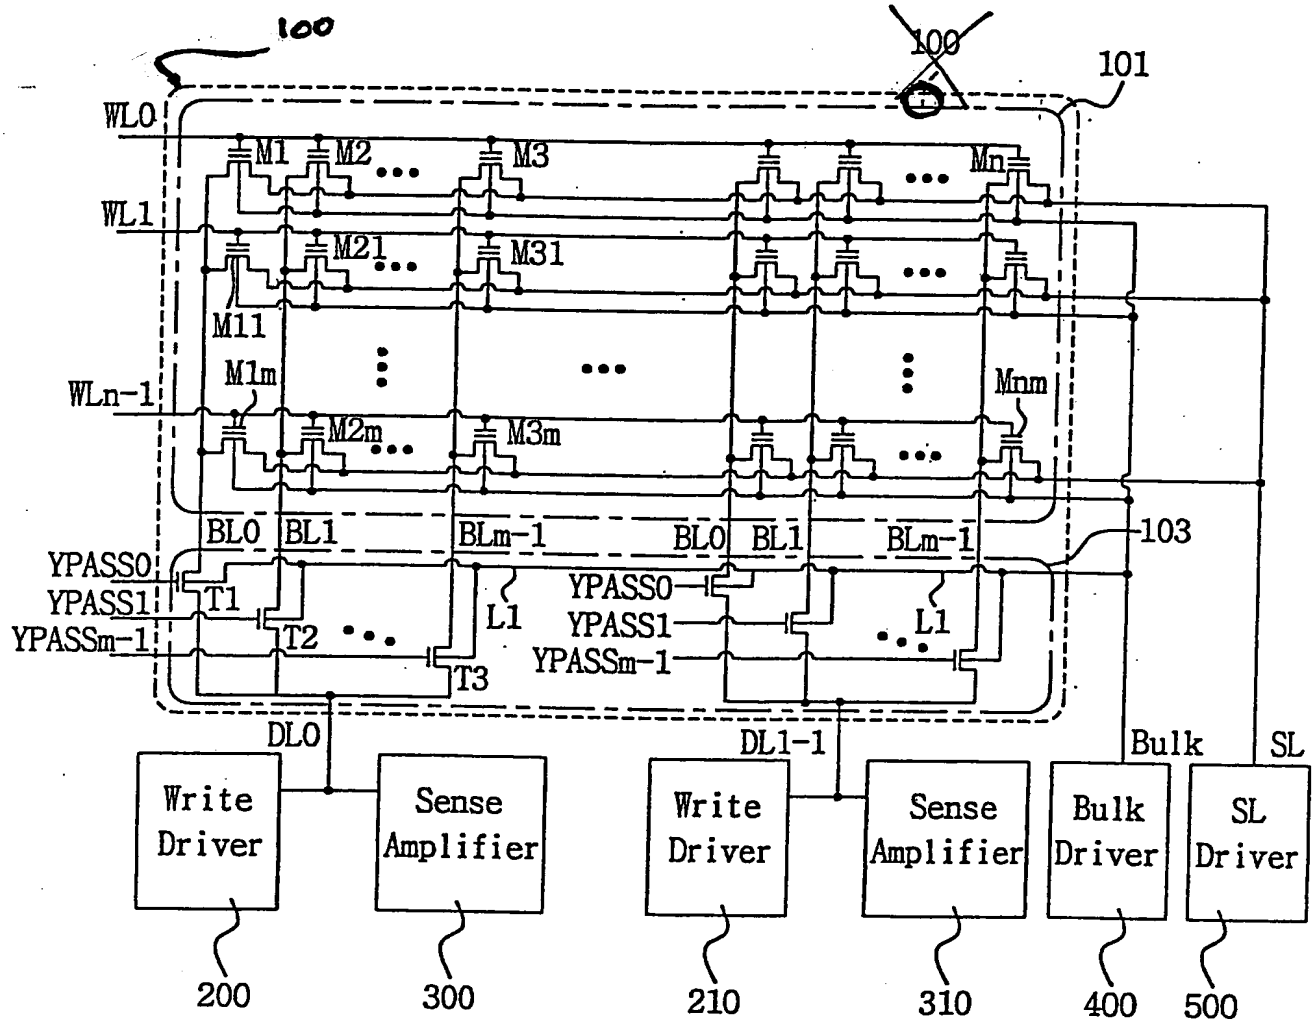 100
100
101
WL0
M1
M2
M3
Mn
WL1
M21
M31
M11
M1m
WLn-1
M2m
M3m
Mnm
BL0
BL1
BLm-1
BL0
BL1
BLm-1
103
YPASS0
T1
L1
YPASS0
L1
YPASS1
T2
YPASS1
YPASSm-1
T3
YPASSm-1
DL0
DL1-1
Bulk
SL
Write
Driver
Sense
Amplifier
Write
Driver
Sense
Amplifier
Bulk
Driver
SL
Driver
200
300
210
310
400
500